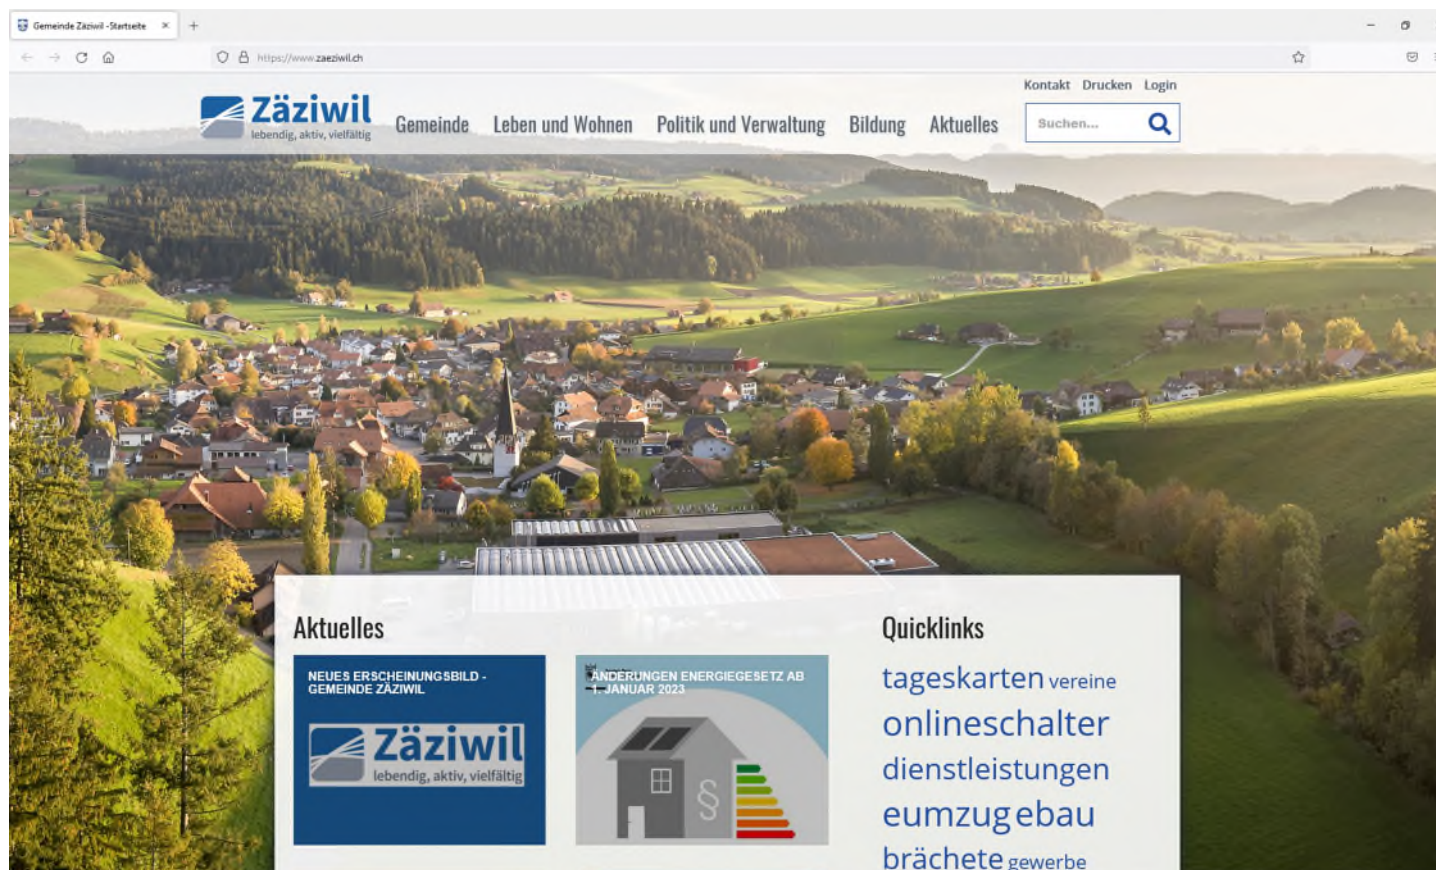 Gemeinde Zäziwil - Startseite
https://www.zaeziwil.ch
Kontakt Drucken Login
Zäziwil
lebendig, aktiv, vielfältig
Gemeinde Leben und Wohnen Politik und Verwaltung Bildung Aktuelles
Suchen...
Aktuelles
NEUES ERSCHEINUNGSBILD -
GEMEINDE ZÄZIWIL
Zäziwil
lebendig, aktiv, vielfältig
ÄNDERUNGEN ENERGIEGESETZ AB
1. JANUAR 2023
§
Quicklinks
tageskarten vereine
onlineschalter
dienstleistungen
eumzug ebau
brächete gewerbe